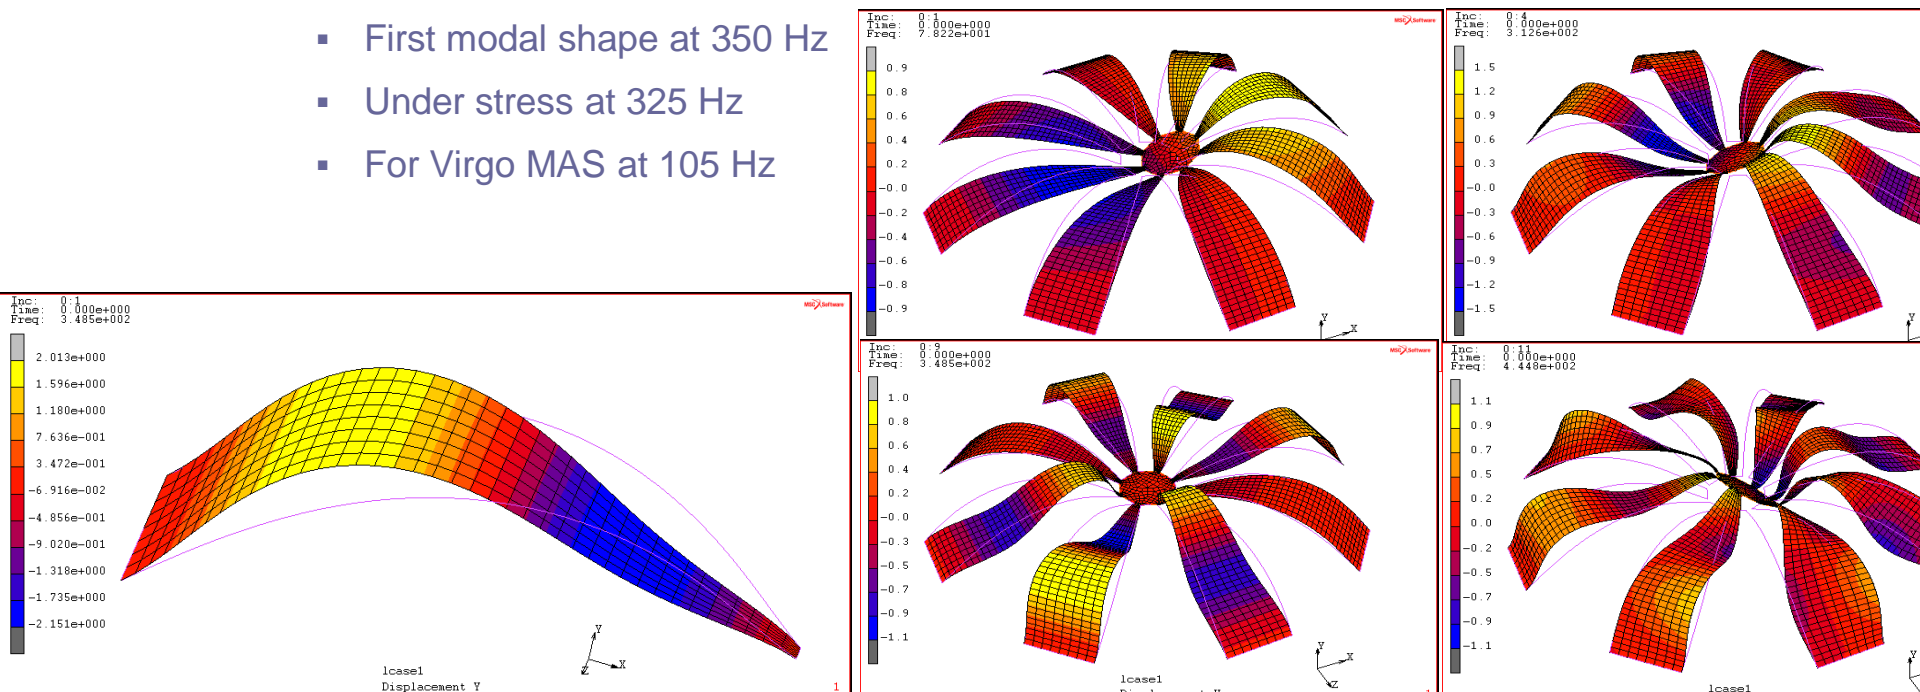 ▪ First modal shape at 350 Hz
▪ Under stress at 325 Hz
▪ For Virgo MAS at 105 Hz
Inc: 0:1
Time: 0.000e+000
Freq: 7.822e+001
MSC Software
0.9
0.8
0.6
0.4
0.2
-0.0
-0.2
-0.4
-0.6
-0.8
-0.9
Y
X
Inc: 0:4
Time: 0.000e+000
Freq: 3.126e+002
1.5
1.2
0.9
0.6
0.3
-0.0
-0.3
-0.6
-0.9
-1.2
-1.5
Y
Inc: 0:1
Time: 0.000e+000
Freq: 3.485e+002
MSC Software
2.013e+000
1.596e+000
1.180e+000
7.636e-001
3.472e-001
-6.916e-002
-4.856e-001
-9.020e-001
-1.318e+000
-1.735e+000
-2.151e+000
Y
X
Z
lcase1
Displacement Y
1
Inc: 0:9
Time: 0.000e+000
Freq: 3.485e+002
MSC Software
1.0
0.8
0.6
0.4
0.2
-0.0
-0.3
-0.5
-0.7
-0.9
-1.1
Y
X
Z
lcase1
Inc: 0:11
Time: 0.000e+000
Freq: 4.448e+002
1.1
0.9
0.7
0.5
0.2
0.0
-0.2
-0.5
-0.7
-0.9
-1.1
Y
lcase1